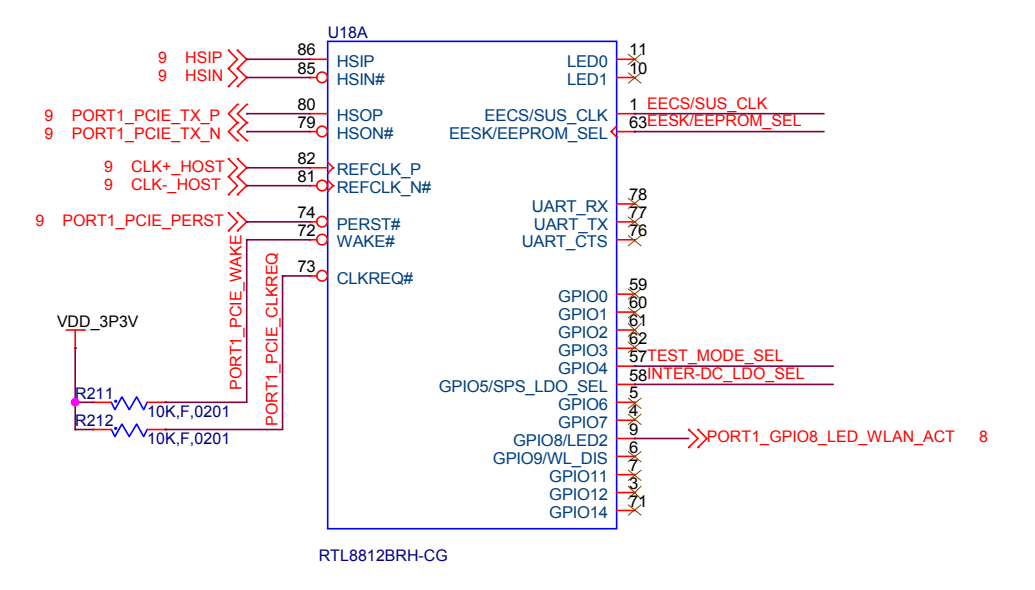 U18A
9 HSIP 86 HSIP LED0 11
9 HSIN 85 HSIN# LED1 10
9 PORT1_PCIE_TX_P 80 HSOP EECS/SUS_CLK 1 EECS/SUS_CLK
9 PORT1_PCIE_TX_N 79 HSON# EESK/EEPROM_SEL 63 EESK/EEPROM_SEL
9 CLK+_HOST 82 REFCLK_P
9 CLK-_HOST 81 REFCLK_N#
UART_RX 78
9 PORT1_PCIE_PERST 74 PERST# UART_TX 77
72 WAKE# UART_CTS 76
73 CLKREQ#
PORT1_PCIE_WAKE
PORT1_PCIE_CLKREQ
GPIO0 59
GPIO1 60
VDD_3P3V
GPIO2 61
GPIO3 62
GPIO4 57 TEST_MODE_SEL
GPIO5/SPS_LDO_SEL 58 INTER-DC_LDO_SEL
R211
10K,F,0201
GPIO6 5
GPIO7 4
R212
10K,F,0201
GPIO8/LED2 9 PORT1_GPIO8_LED_WLAN_ACT 8
GPIO9/WL_DIS 6
GPIO11 7
GPIO12 3
GPIO14 71
RTL8812BRH-CG